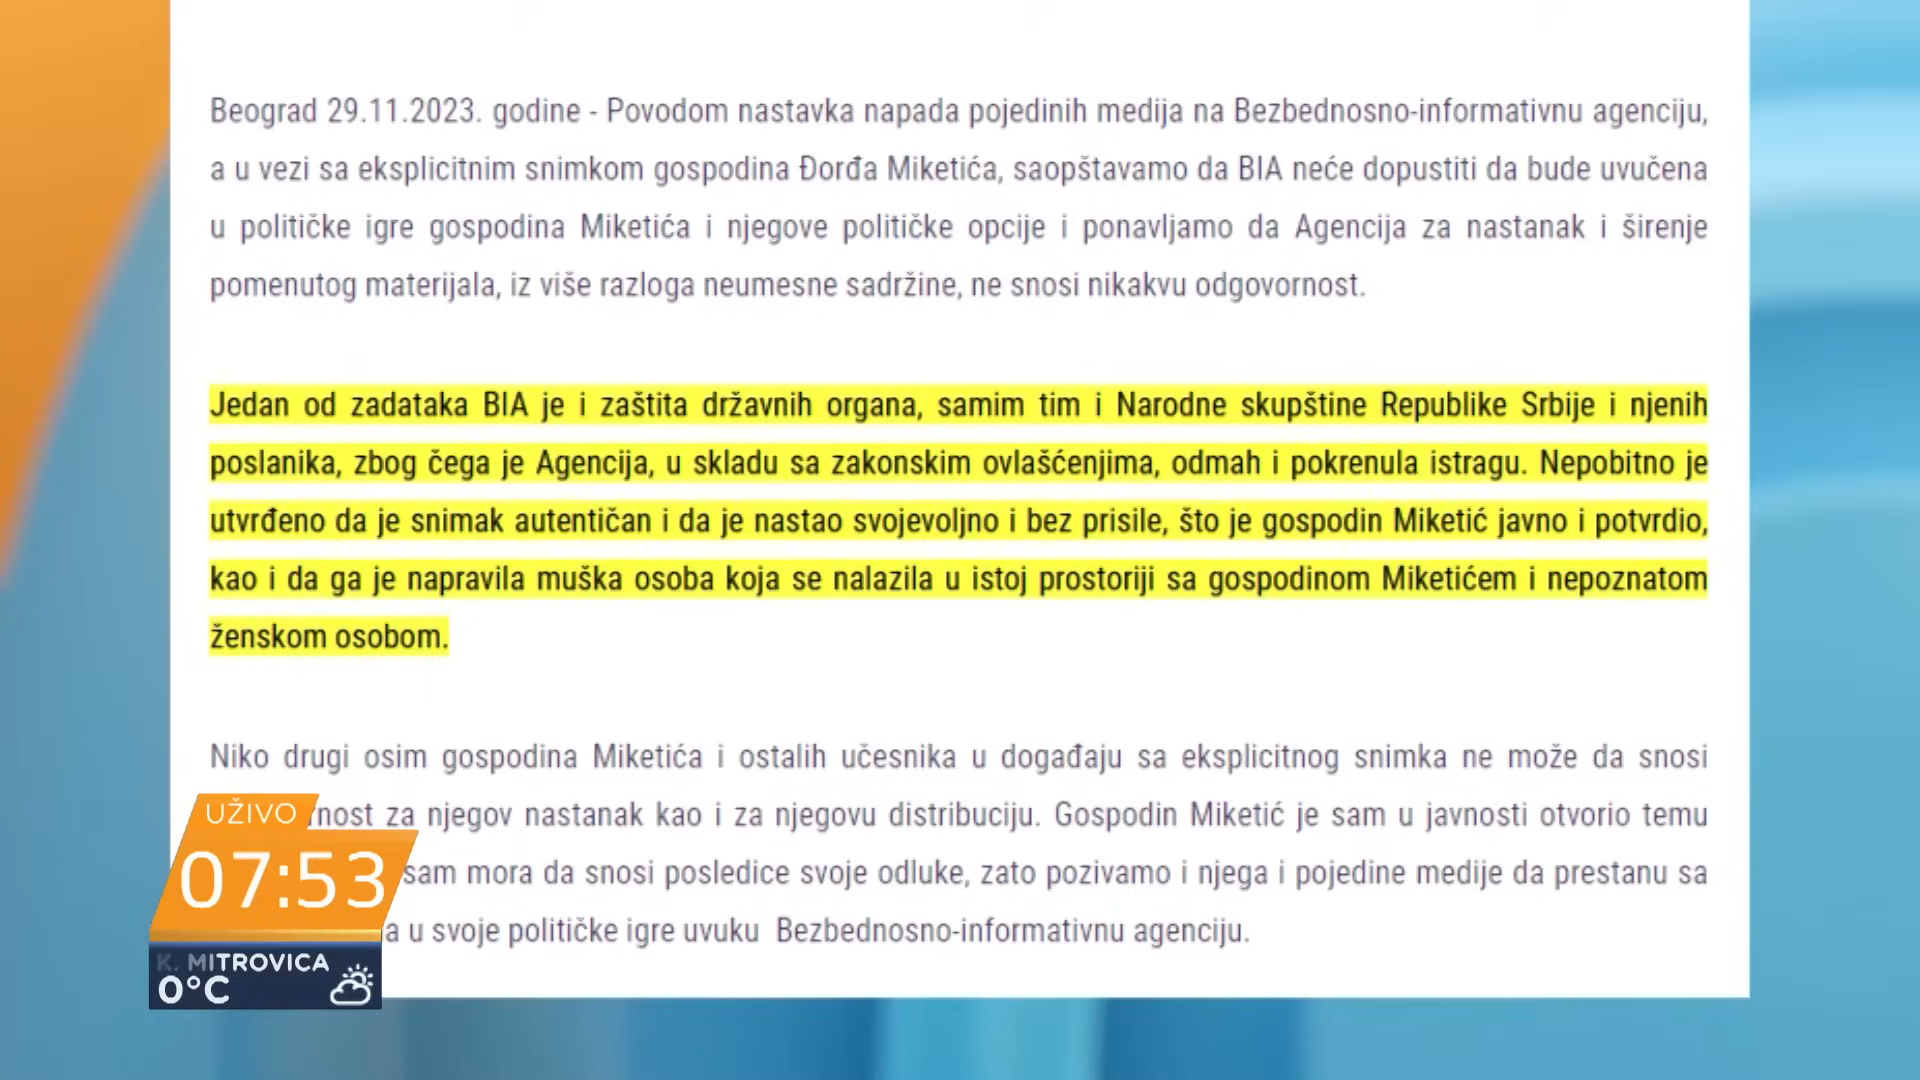 Beograd 29.11.2023. godine - Povodom nastavka napada pojedinih medija na Bezbednosno-informativnu agenciju,
a u vezi sa eksplicitnim snimkom gospodina Đorđa Miketića, saopštavamo da BIA neće dopustiti da bude uvučena
u političke igre gospodina Miketića i njegove političke opcije i ponavljamo da Agencija za nastanak i širenje
pomenutog materijala, iz više razloga neumesne sadržine, ne snosi nikakvu odgovornost.
Jedan od zadataka BIA je i zaštita državnih organa, samim tim i Narodne skupštine Republike Srbije i njenih
poslanika, zbog čega je Agencija, u skladu sa zakonskim ovlašćenjima, odmah i pokrenula istragu. Nepobitno je
utvrđeno da je snimak autentičan i da je nastao svojevoljno i bez prisile, što je gospodin Miketić javno i potvrdio,
kao i da ga je napravila muška osoba koja se nalazila u istoj prostoriji sa gospodinom Miketićem i nepoznatom
ženskom osobom.
Niko drugi osim gospodina Miketića i ostalih učesnika u događaju sa eksplicitnog snimka ne može da snosi
rnost za njegov nastanak kao i za njegovu distribuciju. Gospodin Miketić je sam u javnosti otvorio temu
sam mora da snosi posledice svoje odluke, zato pozivamo i njega i pojedine medije da prestanu sa
a u svoje političke igre uvuku Bezbednosno-informativnu agenciju.
UŽIVO
07:53
K. MITROVICA
0°C